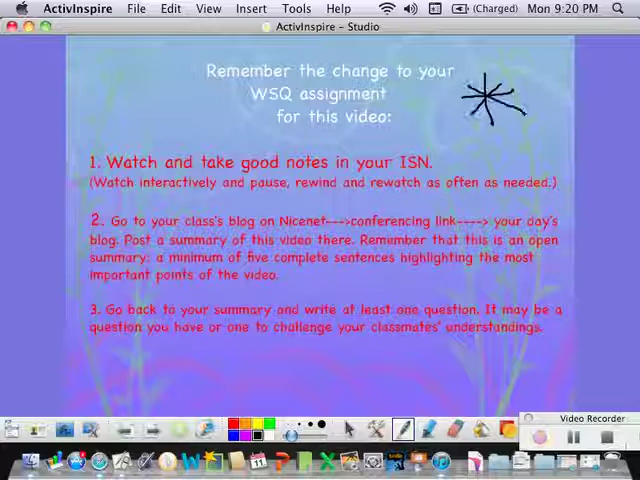 ActivInspire File Edit View Insert Tools Help (Charged) Mon 9:20 PM
ActivInspire - Studio
Remember the change to your
WSQ assignment
for this video:
1. Watch and take good notes in your ISN.
(Watch interactively and pause, rewind and rewatch as often as needed.)
2. Go to your class's blog on Nicenet--->conferencing link----> your day's
blog. Post a summary of this video there. Remember that this is an open
summary: a minimum of five complete sentences highlighting the most
important points of the video.
3. Go back to your summary and write at least one question. It may be a
question you have or one to challenge your classmates' understandings.
Video Recorder
11